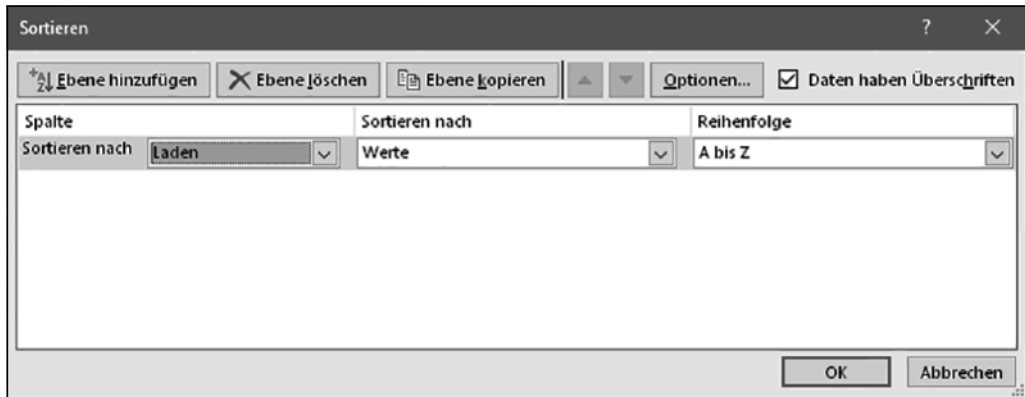 Sortieren ?
Ebene hinzufügen Ebene löschen Ebene kopieren Optionen... Daten haben Überschriften
Spalte Sortieren nach Reihenfolge
Sortieren nach Laden Werte A bis Z
OK Abbrechen